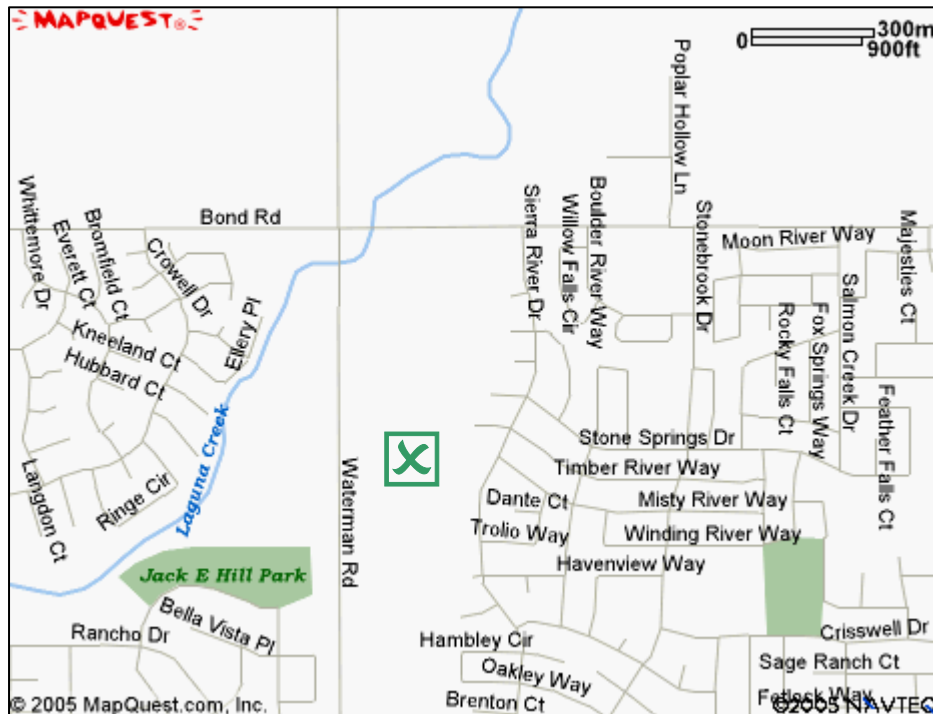 MAPQUEST®
0
300m
900ft
Poplar Hollow Ln
Whittemore Dr
Everett Ct
Bromfield Ct
Crowell Dr
Bond Rd
Sierra River Dr
Willow Falls Cir
Boulder River Way
Stonebrook Dr
Moon River Way
Majesties Ct
Ellery Pl
Kneeland Ct
Hubbard Ct
Rocky Falls Ct
Fox Springs Way
Salmon Creek Dr
Feather Falls Ct
Laguna Creek
Waterman Rd
X
Stone Springs Dr
Timber River Way
Langdon Ct
Ringe Cir
Dante Ct
Misty River Way
Trolio Way
Winding River Way
Havenview Way
Jack E Hill Park
Bella Vista Pl
Rancho Dr
Hambley Cir
Crisswell Dr
Oakley Way
Sage Ranch Ct
Brenton Ct
Fetlock Way
© 2005 MapQuest.com, Inc.
©2005 NAVTEQ